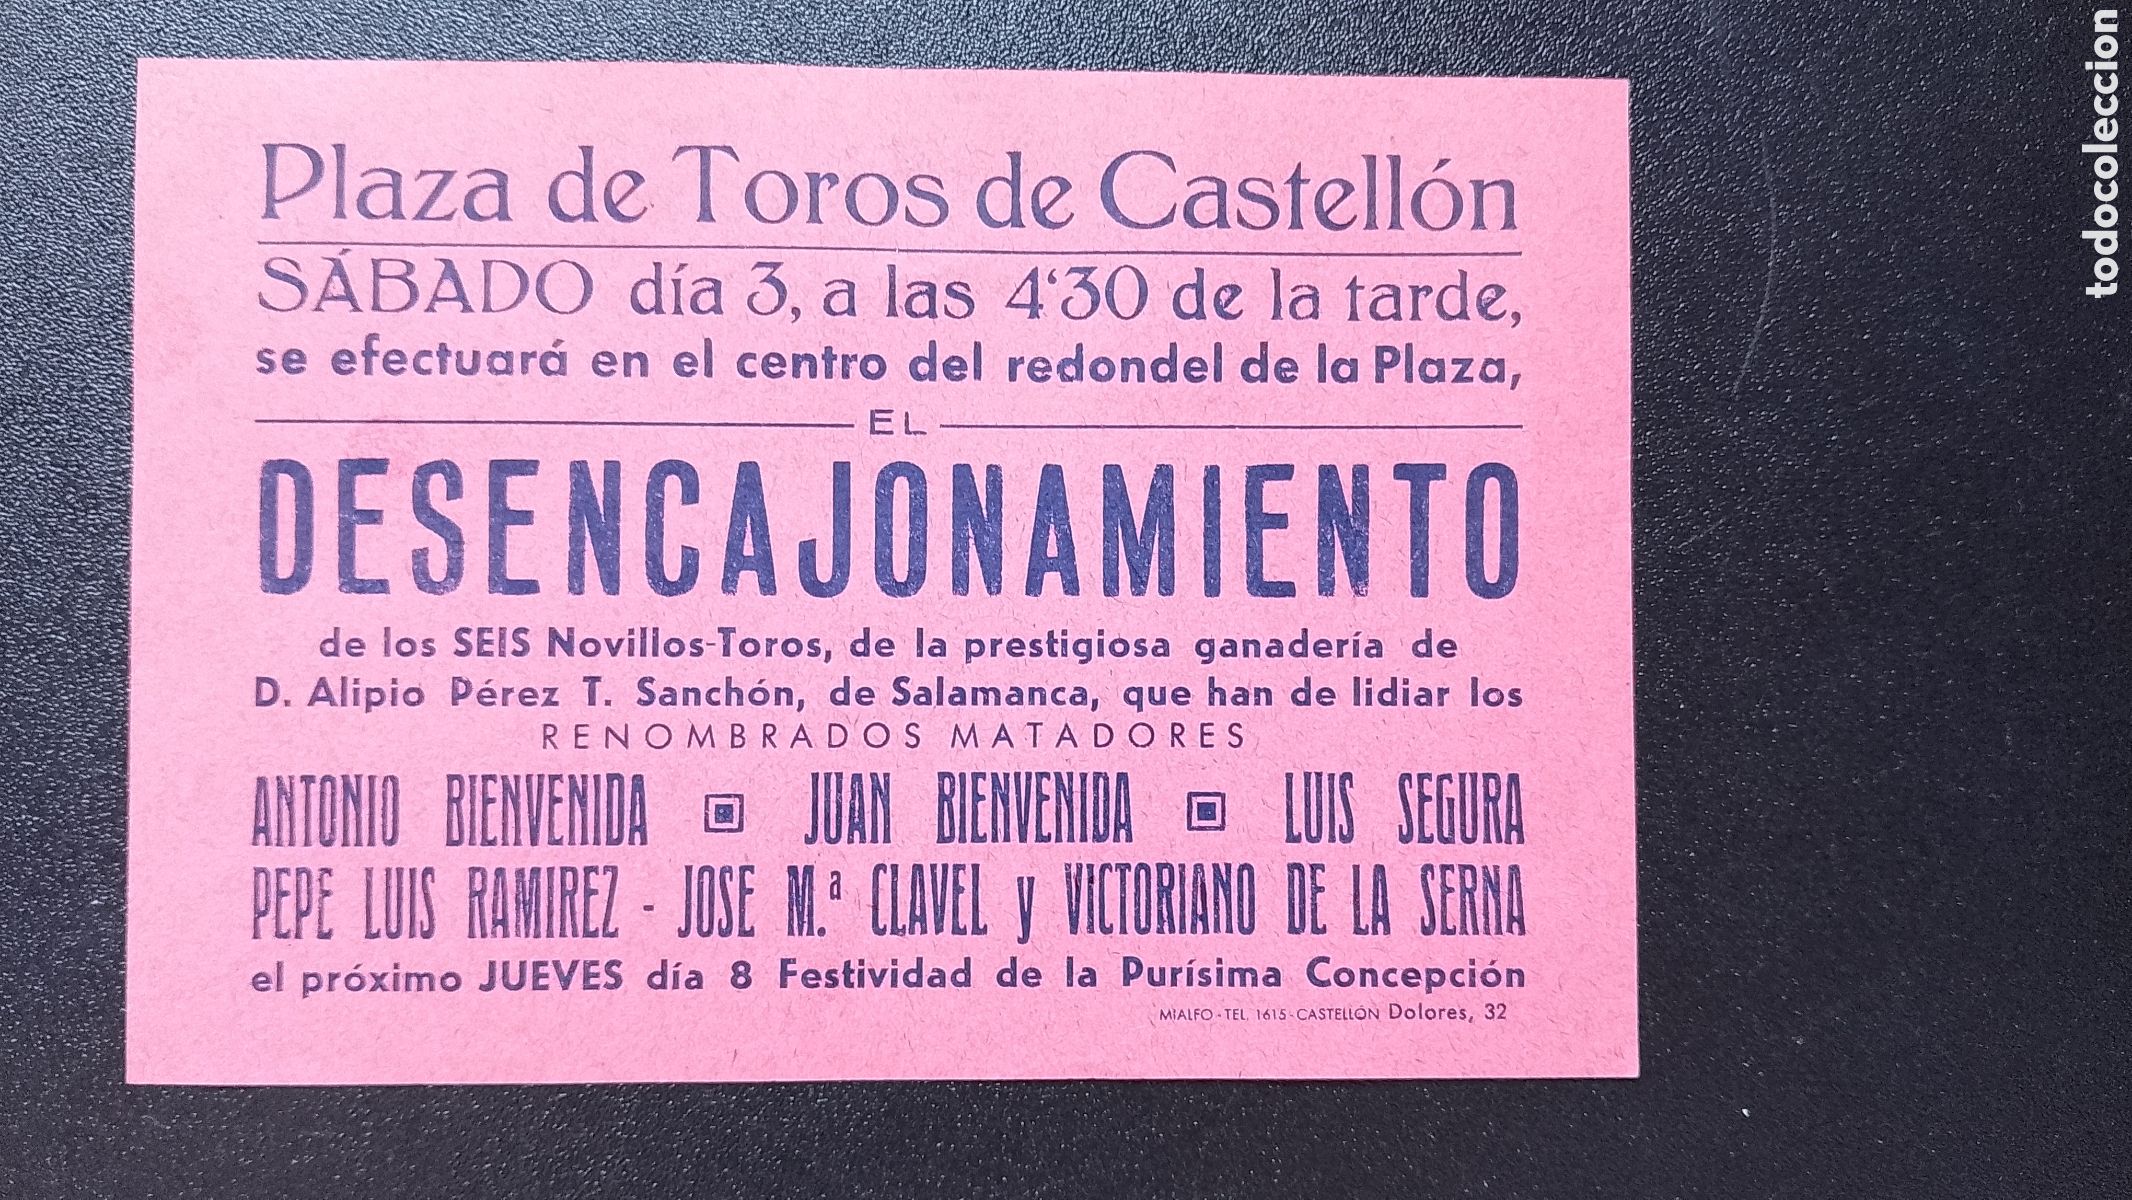 Plaza de Toros de Castellón
SÁBADO día 3, a las 4'30 de la tarde,
se efectuará en el centro del redondel de la Plaza,
EL
DESENCAJONAMIENTO
de los SEIS Novillos-Toros, de la prestigiosa ganadería de
D. Alipio Pérez T. Sanchón, de Salamanca, que han de lidiar los
RENOMBRADOS MATADORES
ANTONIO BIENVENIDA JUAN BIENVENIDA LUIS SEGURA
PEPE LUIS RAMIREZ - JOSE M.ª CLAVEL y VICTORIANO DE LA SERNA
el próximo JUEVES día 8 Festividad de la Purísima Concepción
MIALFO - TEL. 1615 - CASTELLÓN Dolores, 32
todocoleccion